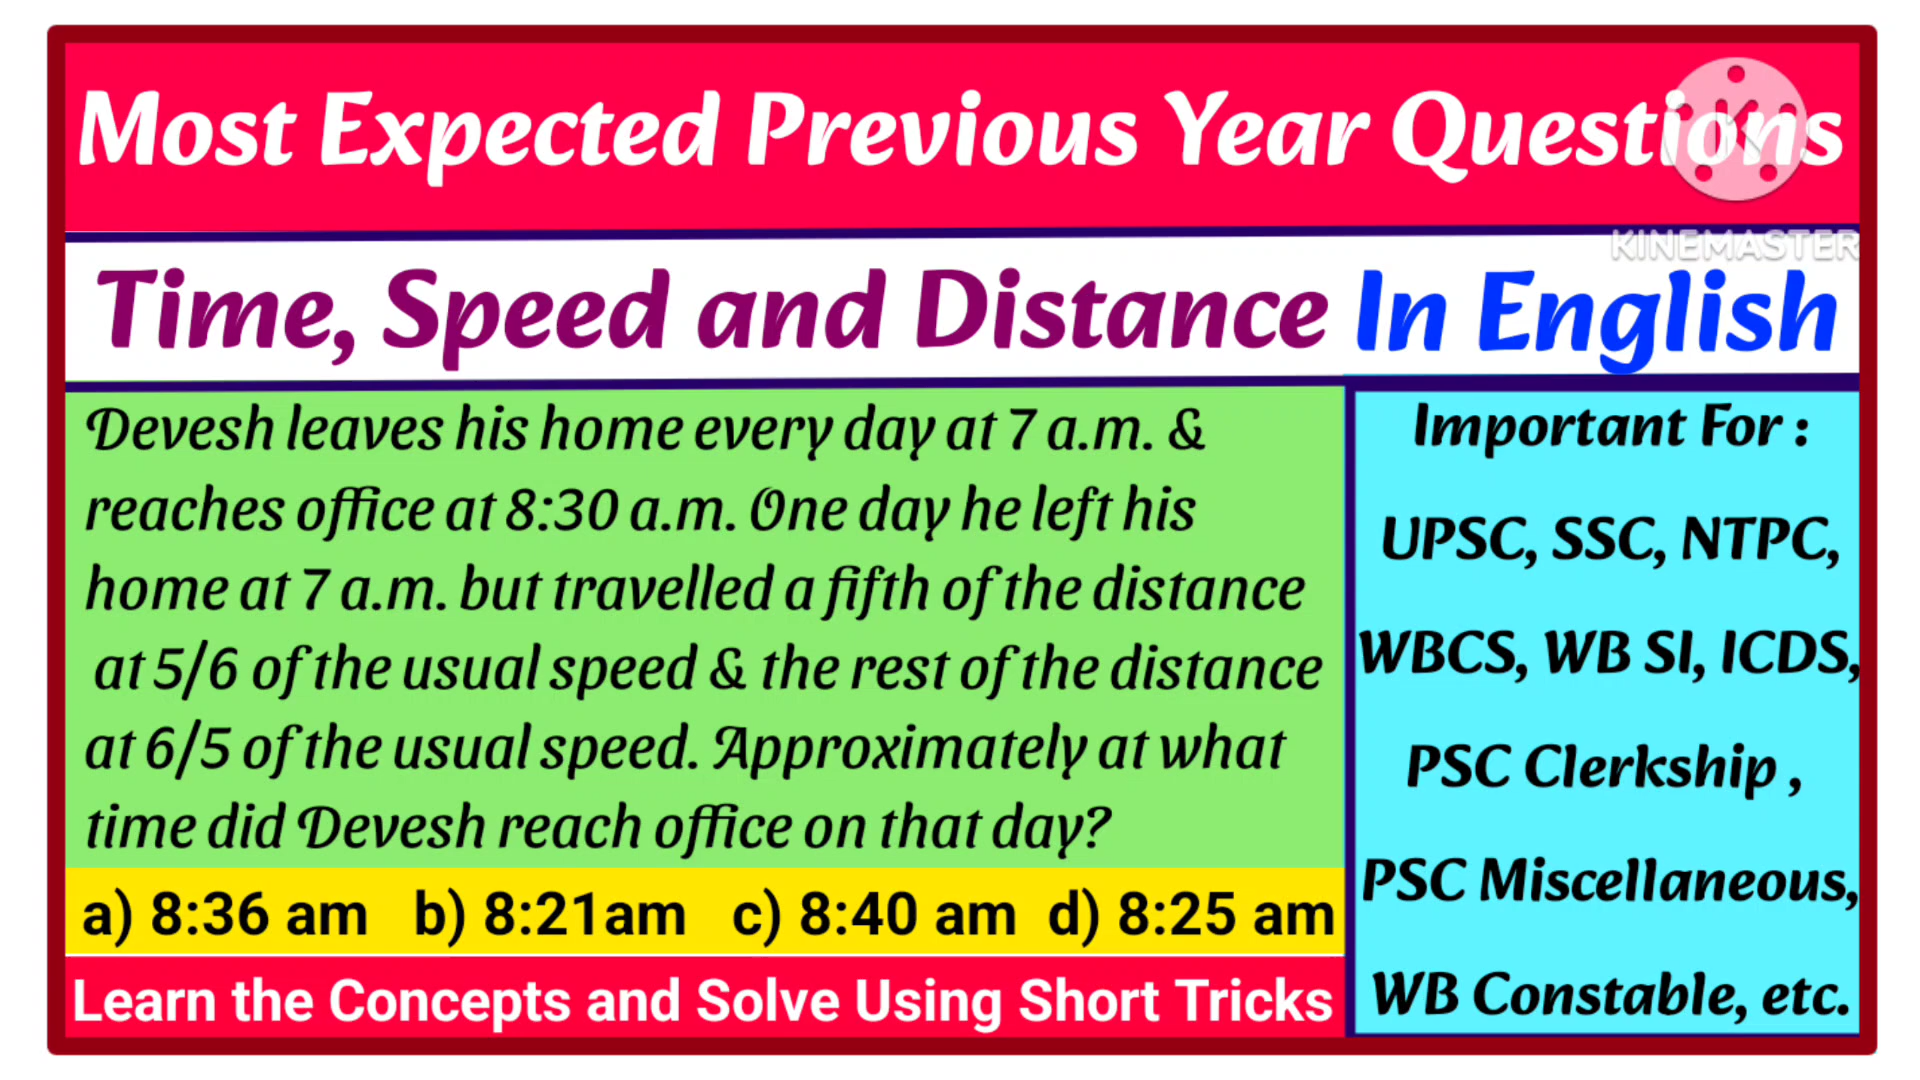 Most Expected Previous Year Questions
KINEMASTER
Time, Speed and Distance In English
Devesh leaves his home every day at 7 a.m. &
reaches office at 8:30 a.m. One day he left his
home at 7 a.m. but travelled a fifth of the distance
at 5/6 of the usual speed & the rest of the distance
at 6/5 of the usual speed. Approximately at what
time did Devesh reach office on that day?
a) 8:36 am b) 8:21am c) 8:40 am d) 8:25 am
Learn the Concepts and Solve Using Short Tricks
Important For :
UPSC, SSC, NTPC,
WBCS, WB SI, ICDS,
PSC Clerkship ,
PSC Miscellaneous,
WB Constable, etc.